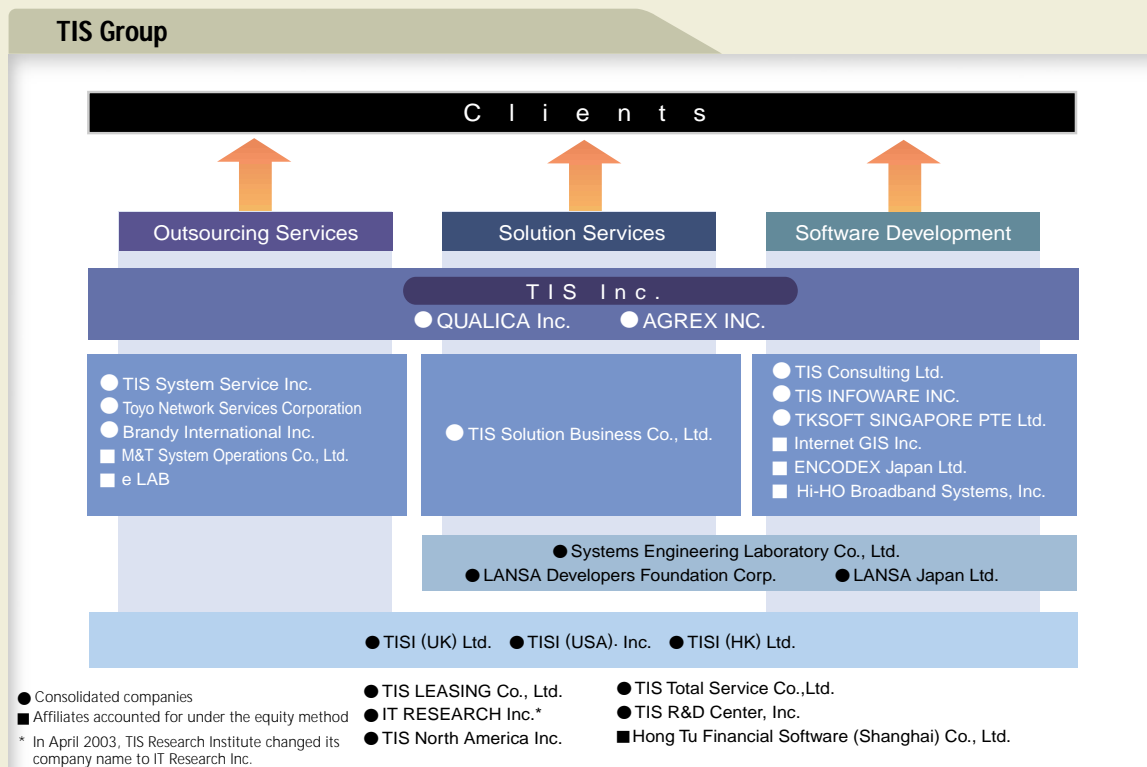 TIS Group
Clients
Outsourcing Services
Solution Services
Software Development
TIS Inc.
● QUALICA Inc. ● AGREX INC.
● TIS System Service Inc.
● Toyo Network Services Corporation
● Brandy International Inc.
■ M&T System Operations Co., Ltd.
■ e LAB
● TIS Solution Business Co., Ltd.
● TIS Consulting Ltd.
● TIS INFOWARE INC.
● TKSOFT SINGAPORE PTE Ltd.
■ Internet GIS Inc.
■ ENCODEX Japan Ltd.
■ Hi-HO Broadband Systems, Inc.
● Systems Engineering Laboratory Co., Ltd.
● LANSA Developers Foundation Corp. ● LANSA Japan Ltd.
● TISI (UK) Ltd. ● TISI (USA). Inc. ● TISI (HK) Ltd.
● Consolidated companies
■ Affiliates accounted for under the equity method
* In April 2003, TIS Research Institute changed its
company name to IT Research Inc.
● TIS LEASING Co., Ltd.
● IT RESEARCH Inc.*
● TIS North America Inc.
● TIS Total Service Co.,Ltd.
● TIS R&D Center, Inc.
■ Hong Tu Financial Software (Shanghai) Co., Ltd.